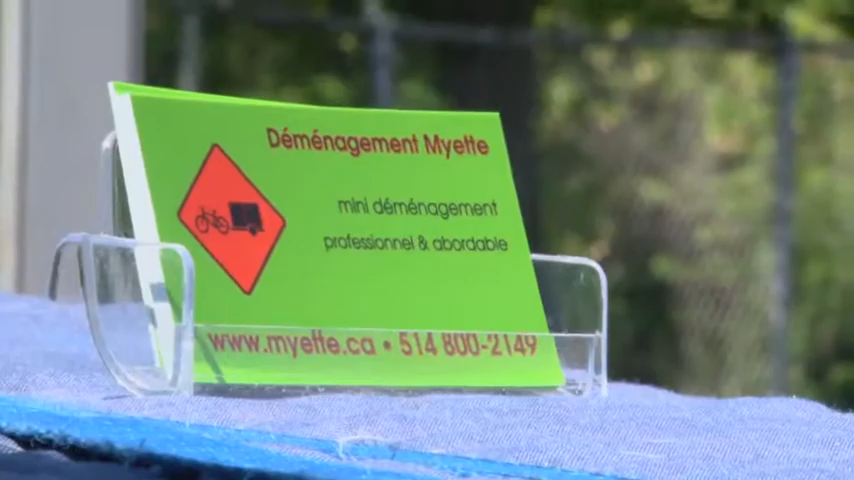 Déménagement Myette
mini déménagement
professionnel & abordable
www.myette.ca • 514 800-2149